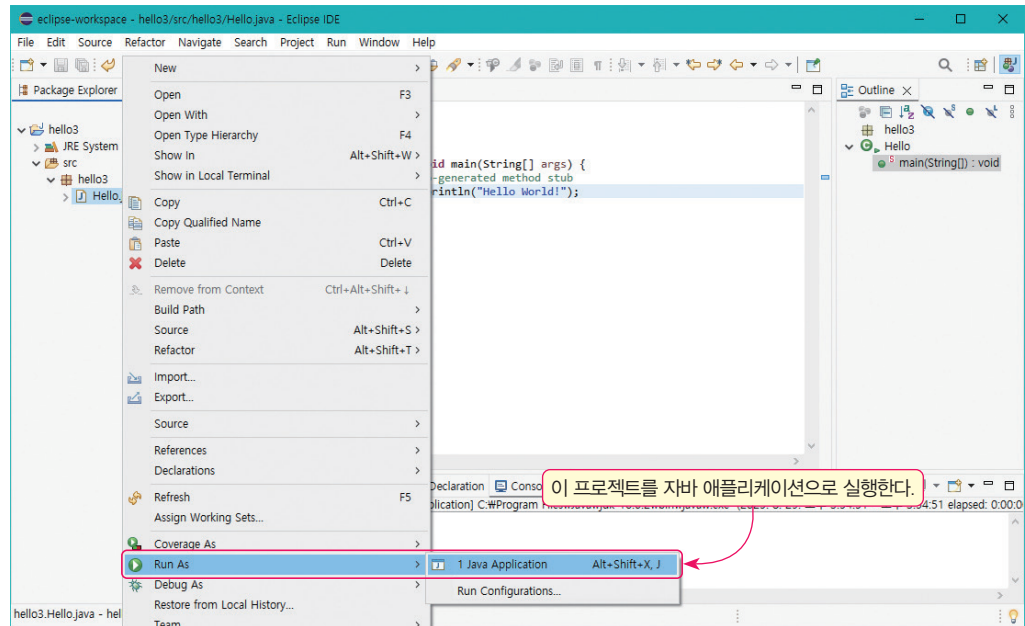 eclipse-workspace - hello3/src/hello3/Hello.java - Eclipse IDE
File Edit Source Refactor Navigate Search Project Run Window Help
Package Explorer
hello3
JRE System
src
hello3
Hello.
New
Open F3
Open With
Open Type Hierarchy F4
Show In Alt+Shift+W
Show in Local Terminal
Copy Ctrl+C
Copy Qualified Name
Paste Ctrl+V
Delete Delete
Remove from Context Ctrl+Alt+Shift+↓
Build Path
Source Alt+Shift+S
Refactor Alt+Shift+T
Import...
Export...
Source
References
Declarations
Refresh F5
Assign Working Sets...
Coverage As
Run As
Debug As
Restore from Local History...
Team
1 Java Application Alt+Shift+X, J
Run Configurations...
id main(String[] args) {
-generated method stub
rintln("Hello World!");
Outline
hello3
Hello
main(String[]) : void
Declaration Conso
이 프로젝트를 자바 애플리케이션으로 실행한다.
plication] C:₩Program
elapsed: 0:00:0
hello3.Hello.java - hel